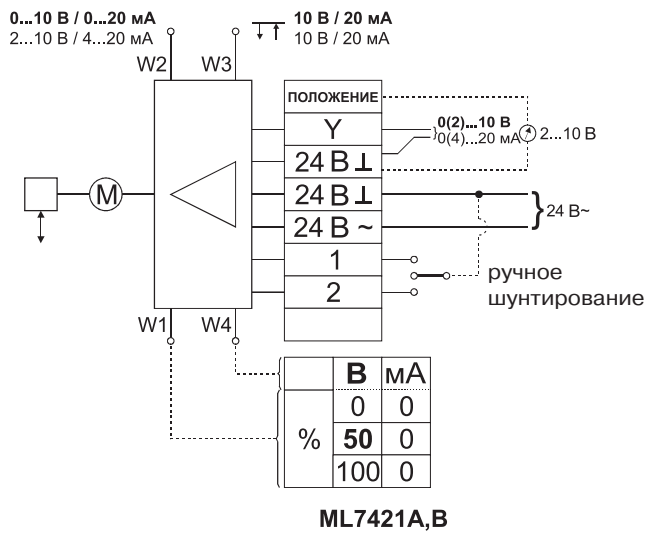 0...10 В / 0...20 мА
2...10 В / 4...20 мА
10 В / 20 мА
10 В / 20 мА
W2
W3
ПОЛОЖЕНИЕ
Y
0(2)...10 В
0(4)...20 мА
2...10 В
24 В ⊥
24 В ⊥
24 В ~
24 В~
M
1
2
ручное
шунтирование
W1
W4
В мА
0 0
% 50 0
100 0
ML7421A,B